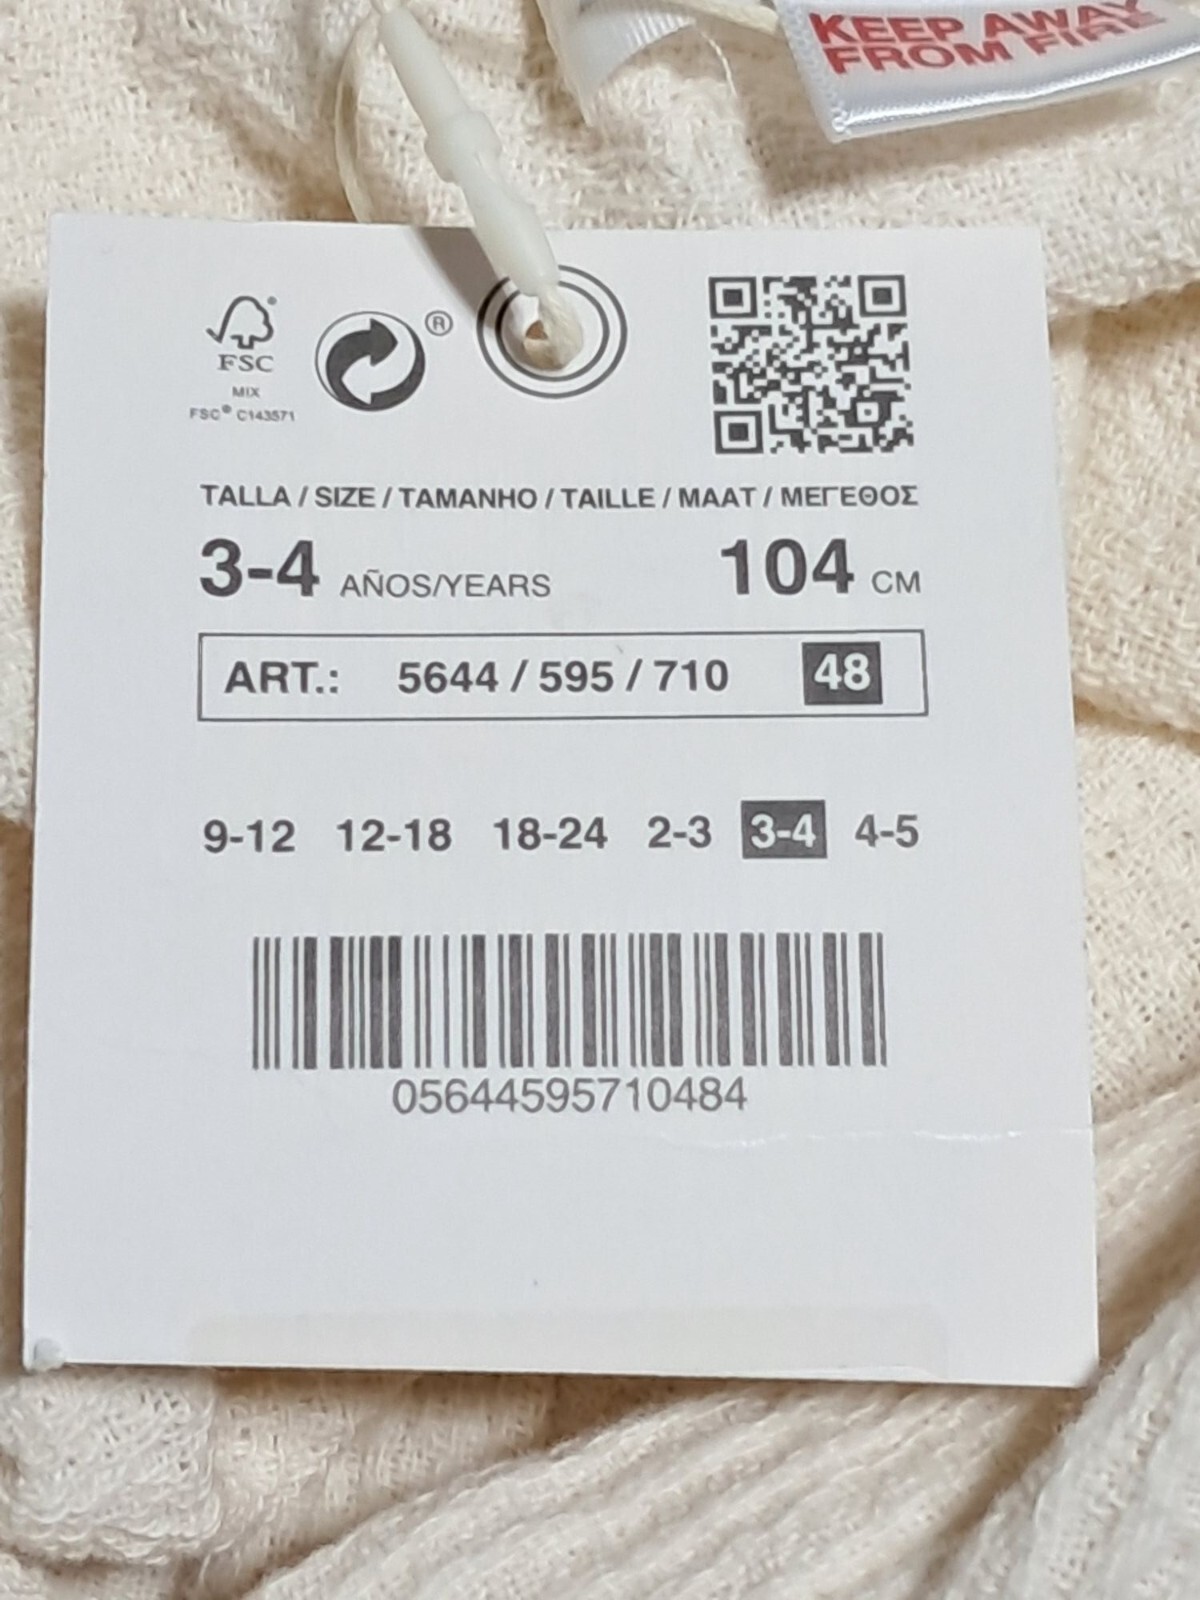 KEEP AWAY
FROM FIRE
®
FSC
MIX
FSC® C143571
TALLA / SIZE / TAMANHO / TAILLE / MAAT / ΜΕΓΕΘΟΣ
3-4 AÑOS/YEARS 104 CM
ART.: 5644 / 595 / 710 48
9-12 12-18 18-24 2-3 3-4 4-5
05644595710484